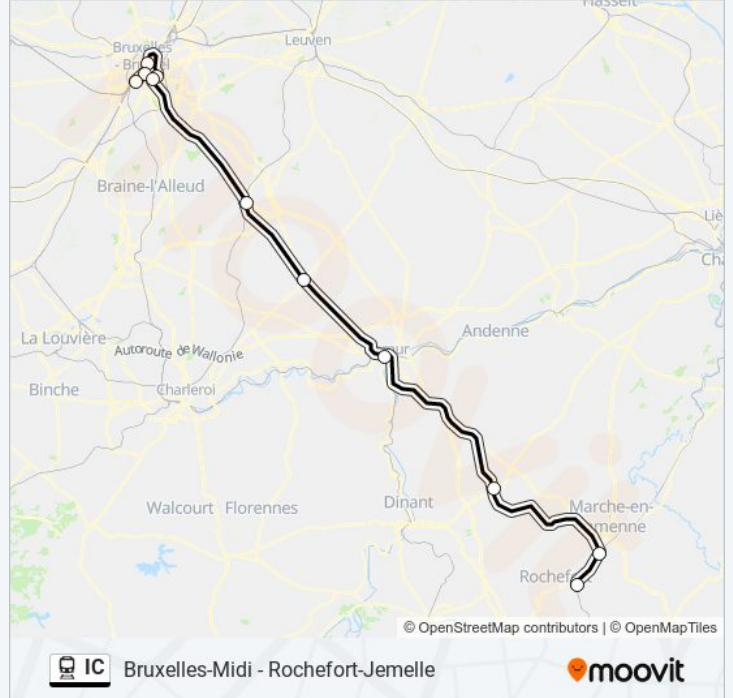 Hasselt
Bruxelles
- Brussel
Leuven
Braine-l'Alleud
Liè
Cha
La Louvière
Autoroute de Wallonie
mur
Andenne
Binche
Charleroi
Walcourt
Florennes
Dinant
Marche-en-
menne
Rochef
© OpenStreetMap contributors | © OpenMapTiles
IC
Bruxelles-Midi - Rochefort-Jemelle
moovit